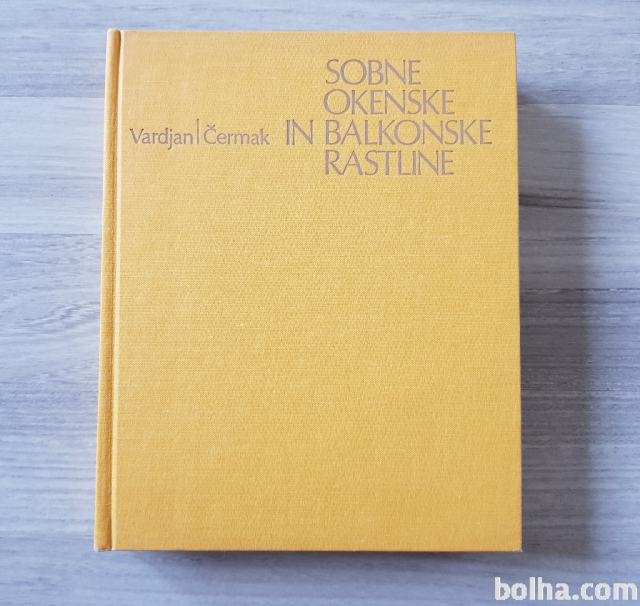 SOBNE
OKENSKE
Vardjan|Čermak IN BALKONSKE
RASTLINE
bolha.com